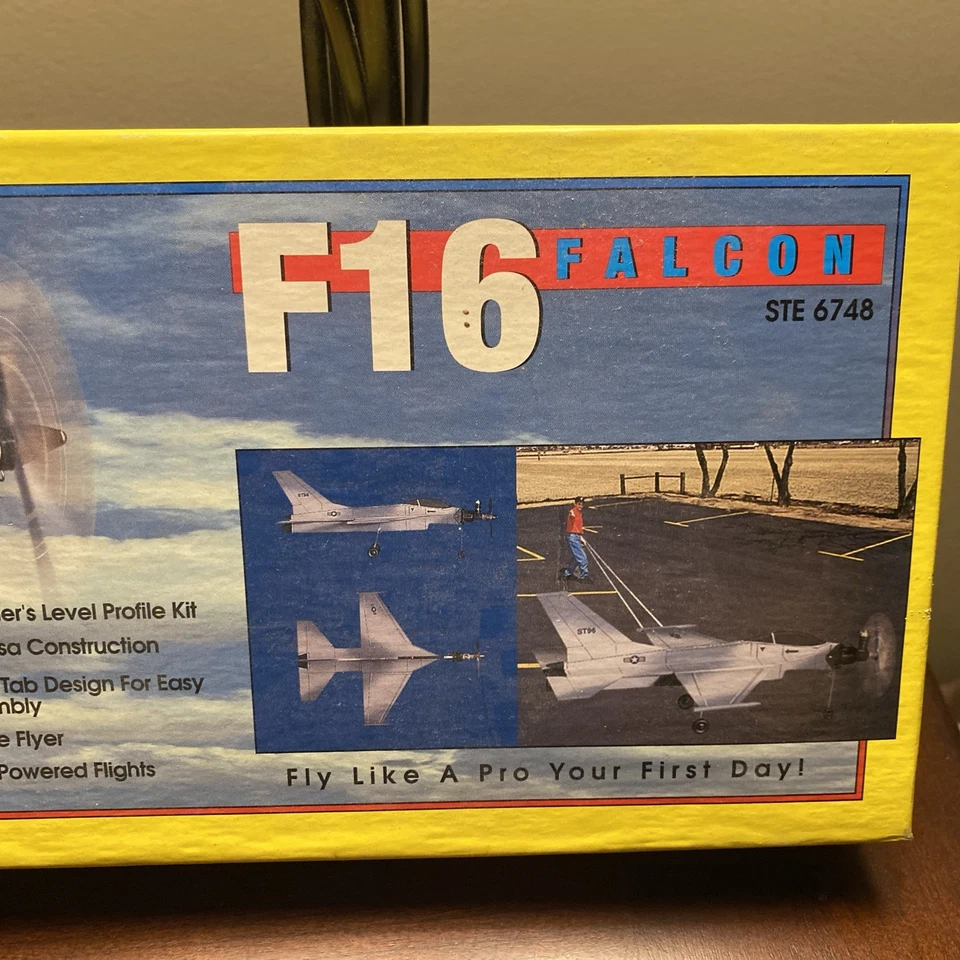 F16 FALCON
STE 6748
er's Level Profile Kit
sa Construction
Tab Design For Easy
mbly
e Flyer
Powered Flights
ST96
Fly Like A Pro Your First Day!